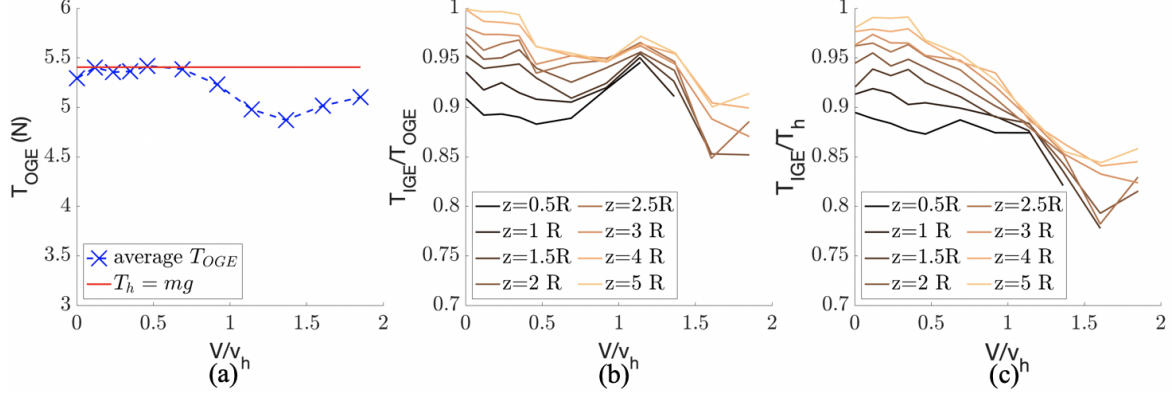 6
5.5
5
4.5
4
3.5
3
T_OGE (N)
0
0.5
1
1.5
2
V/v_h
average T_OGE
T_h = mg
(a)
1
0.95
0.9
0.85
0.8
0.75
0.7
T_IGE/T_OGE
0
0.5
1
1.5
2
V/v_h
z=0.5R
z=2.5R
z=1 R
z=3 R
z=1.5R
z=4 R
z=2 R
z=5 R
(b)
1
0.95
0.9
0.85
0.8
0.75
0.7
T_IGE/T_h
0
0.5
1
1.5
2
V/v_h
z=0.5R
z=2.5R
z=1 R
z=3 R
z=1.5R
z=4 R
z=2 R
z=5 R
(c)